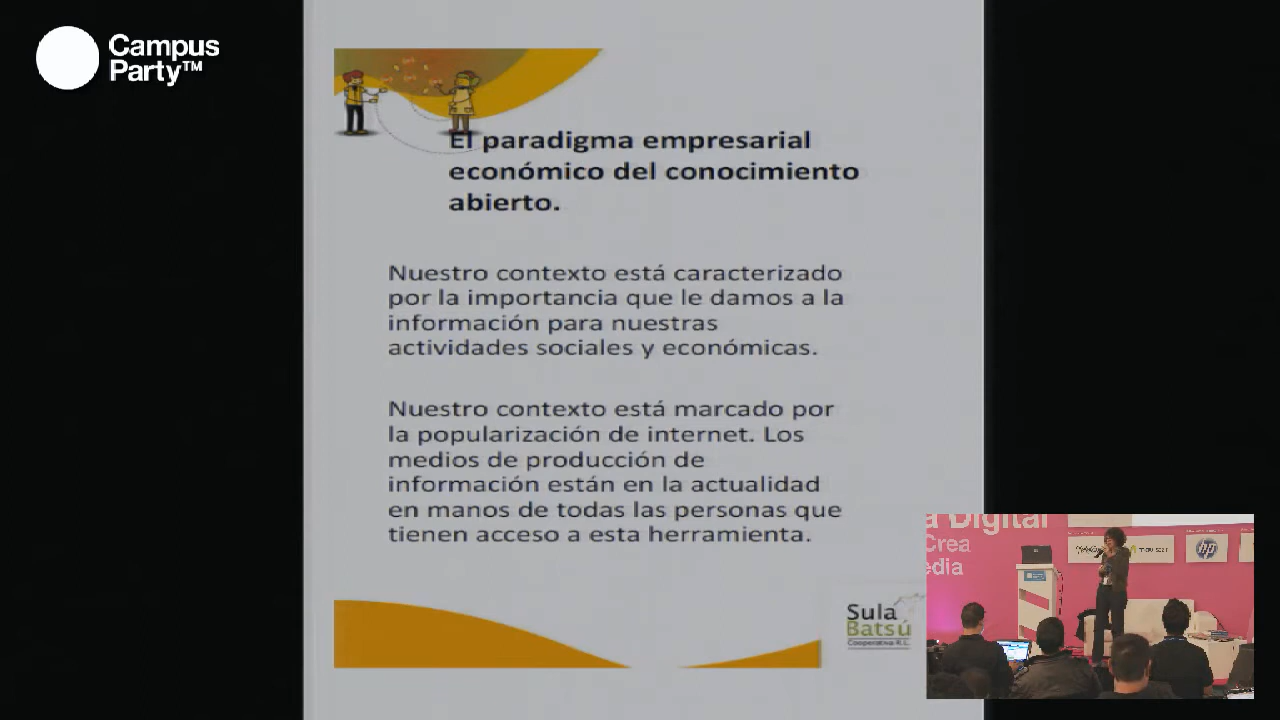 Campus
Party™
El paradigma empresarial
económico del conocimiento
abierto.
Nuestro contexto está caracterizado
por la importancia que le damos a la
información para nuestras
actividades sociales y económicas.
Nuestro contexto está marcado por
la popularización de internet. Los
medios de producción de
información están en la actualidad
en manos de todas las personas que
tienen acceso a esta herramienta.
Sula
Batsú
Cooperativa R.L.
a Digital
Crea
edia
hp